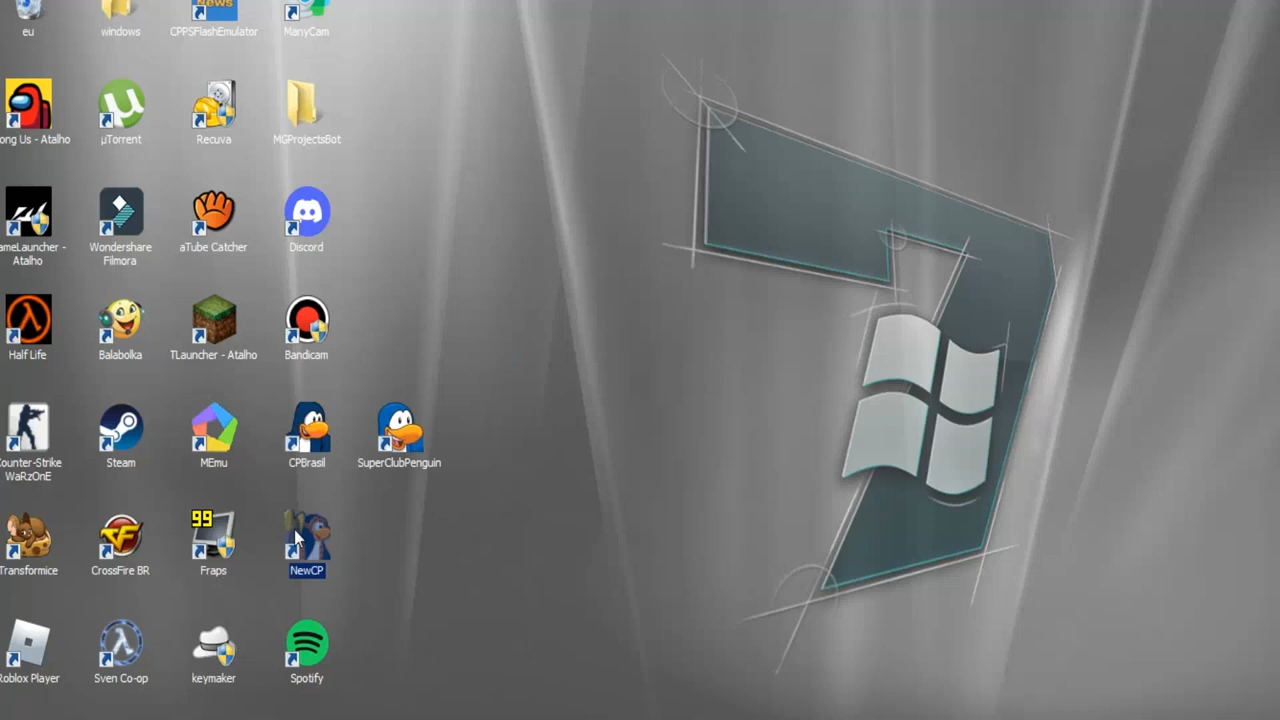 eu
windows
CPPSFlashEmulator
ManyCam
News
ong Us - Atalho
µTorrent
Recuva
MGProjectsBot
ameLauncher -
Atalho
Wondershare
Filmora
aTube Catcher
Discord
Half Life
Balabolka
TLauncher - Atalho
Bandicam
Counter-Strike
WaRzOnE
Steam
MEmu
CPBrasil
SuperClubPenguin
99
Transformice
CrossFire BR
Fraps
NewCP
Roblox Player
Sven Co-op
keymaker
Spotify